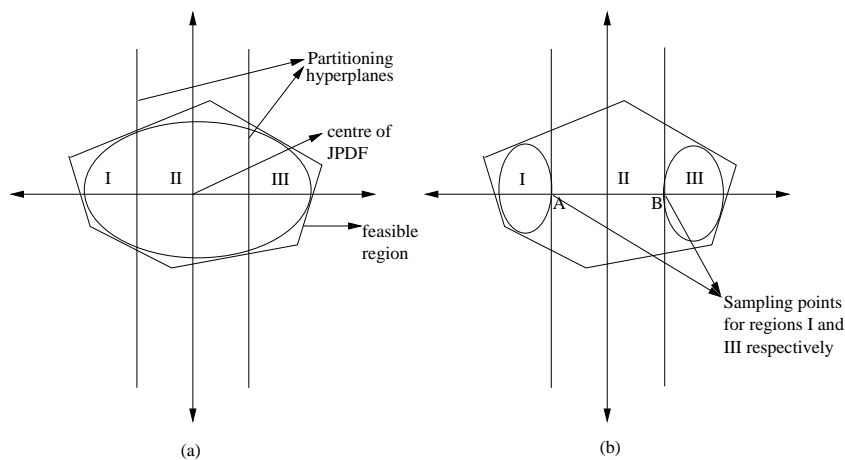 Partitioning
hyperplanes
centre of
JPDF
I
II
III
feasible
region
(a)
I
II
III
A
B
Sampling points
for regions I and
III respectively
(b)